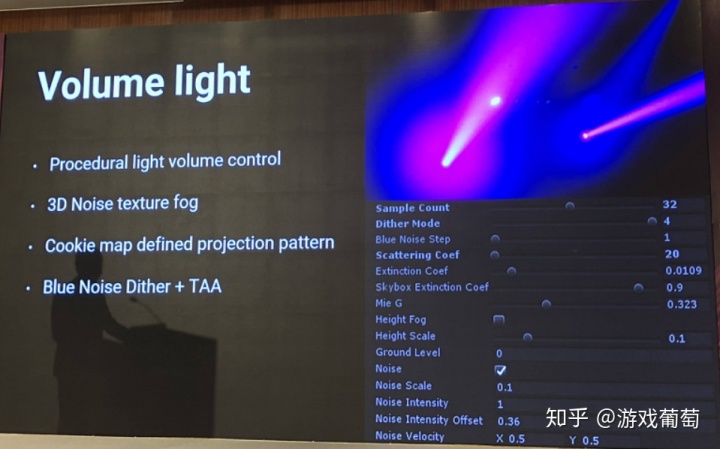 Volume light
• Procedural light volume control
• 3D Noise texture fog
• Cookie map defined projection pattern
• Blue Noise Dither + TAA
Sample Count 32
Dither Mode 4
Blue Noise Step 1
Scattering Coef 20
Extinction Coef 0.0109
Skybox Extinction Coef 0.9
Mie G 0.323
Height Fog
Height Scale 0.1
Ground Level 0
Noise
Noise Scale 0.1
Noise Intensity 1
Noise Intensity Offset 0.36
Noise Velocity X 0.5 Y 0.5
知乎 @游戏葡萄